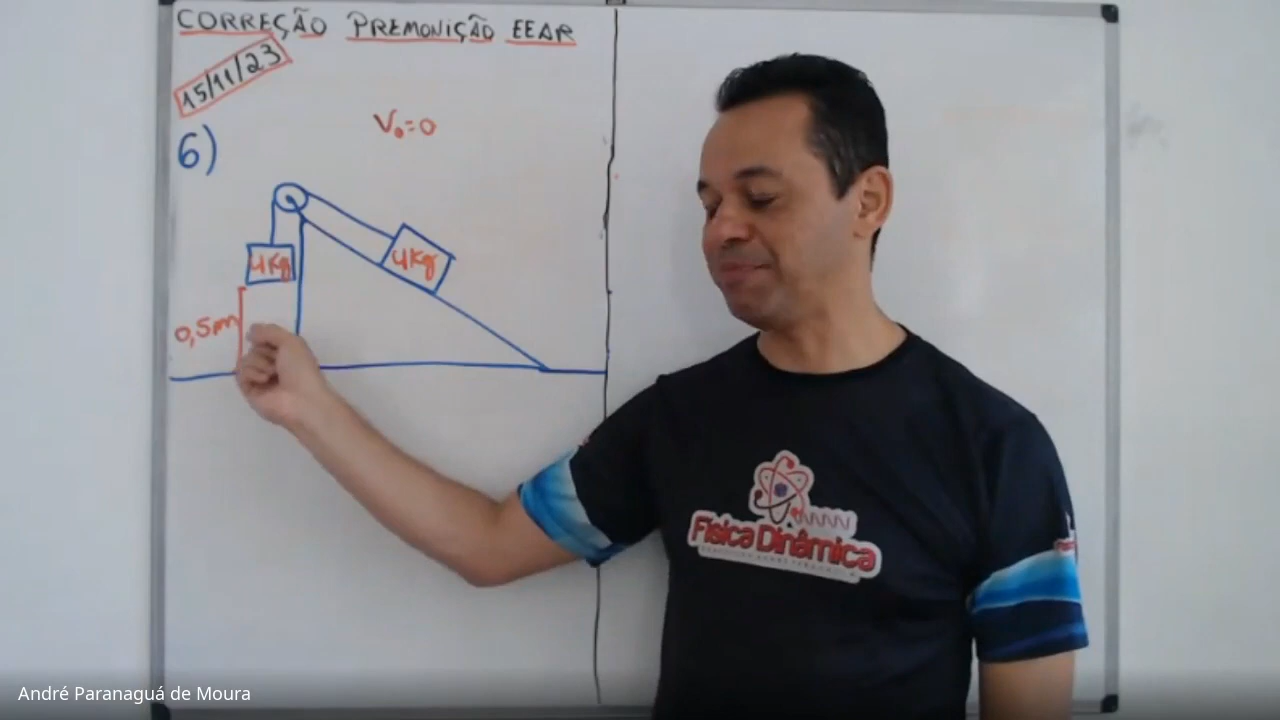 CORREÇÃO PREMONIÇÃO EEAR
15/11/23
6)
V₀=0
4Kg
4Kg
0,5m
Física Dinâmica
André Paranaguá de Moura